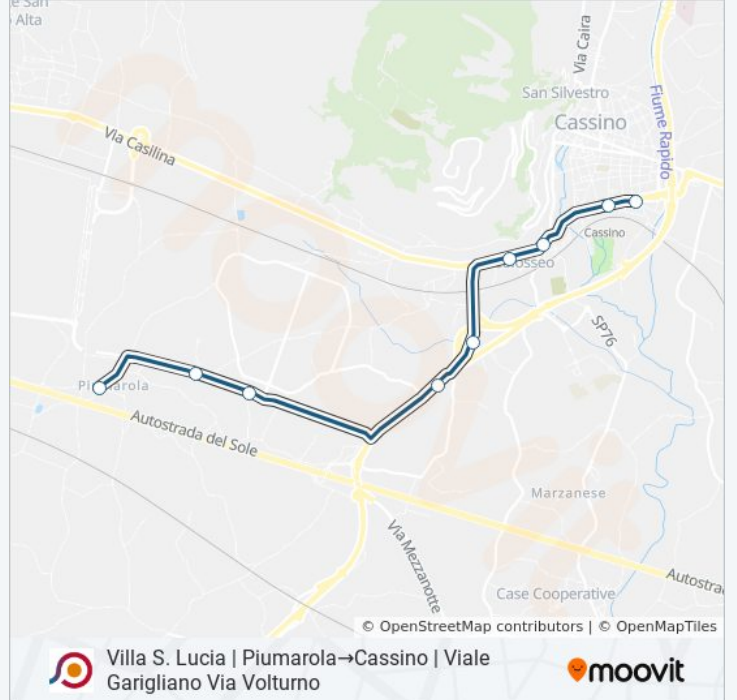 e San
Alta
Via Caira
San Silvestro
Cassino
Fiume Rapido
Via Casilina
Cassino
Colosseo
SP76
Piumarola
Autostrada del Sole
Marzanese
Via Mezzanotte
Autostra
Case Cooperative
© OpenStreetMap contributors | © OpenMapTiles
Villa S. Lucia | Piumarola→Cassino | Viale
Garigliano Via Volturno
moovit